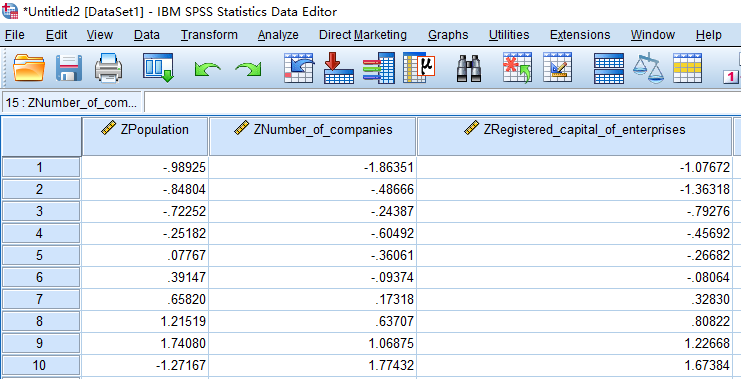 *Untitled2 [DataSet1] - IBM SPSS Statistics Data Editor
File Edit View Data Transform Analyze Direct Marketing Graphs Utilities Extensions Window Help
μ
1
15 : ZNumber_of_com...
ZPopulation ZNumber_of_companies ZRegistered_capital_of_enterprises
1 -.98925 -1.86351 -1.07672
2 -.84804 -.48666 -1.36318
3 -.72252 -.24387 -.79276
4 -.25182 -.60492 -.45692
5 .07767 -.36061 -.26682
6 .39147 -.09374 -.08064
7 .65820 .17318 .32830
8 1.21519 .63707 .80822
9 1.74080 1.06875 1.22668
10 -1.27167 1.77432 1.67384